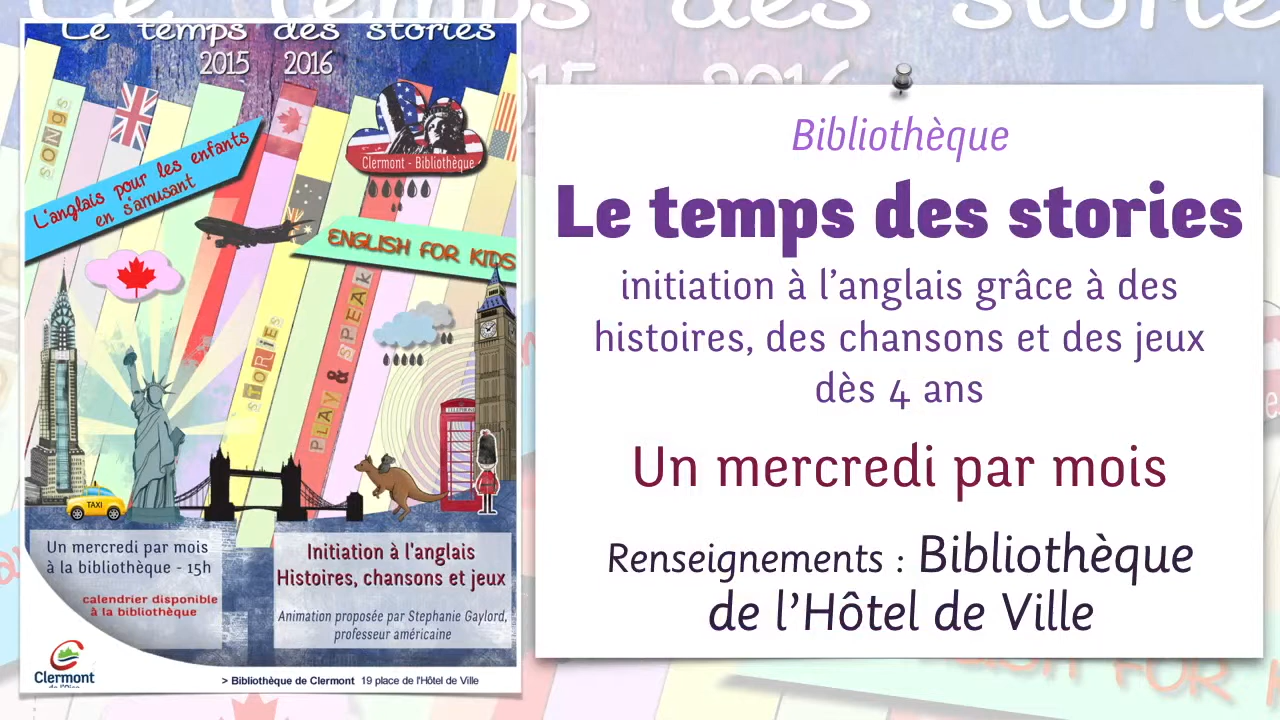 Le temps des stories
2015 2016
songs
L'anglais pour les enfants
en s'amusant
Clermont - Bibliothèque
ENGLISH FOR KIDS
STORIES
PLAY & SPEAK
TELEPHONE
TAXI
Un mercredi par mois
à la bibliothèque - 15h
calendrier disponible
à la bibliothèque
Initiation à l'anglais
Histoires, chansons et jeux
Animation proposée par Stephanie Gaylord,
professeur américaine
Clermont
de l'Oise
> Bibliothèque de Clermont 19 place de l'Hôtel de Ville
Bibliothèque
Le temps des stories
initiation à l'anglais grâce à des
histoires, des chansons et des jeux
dès 4 ans
Un mercredi par mois
Renseignements : Bibliothèque
de l'Hôtel de Ville